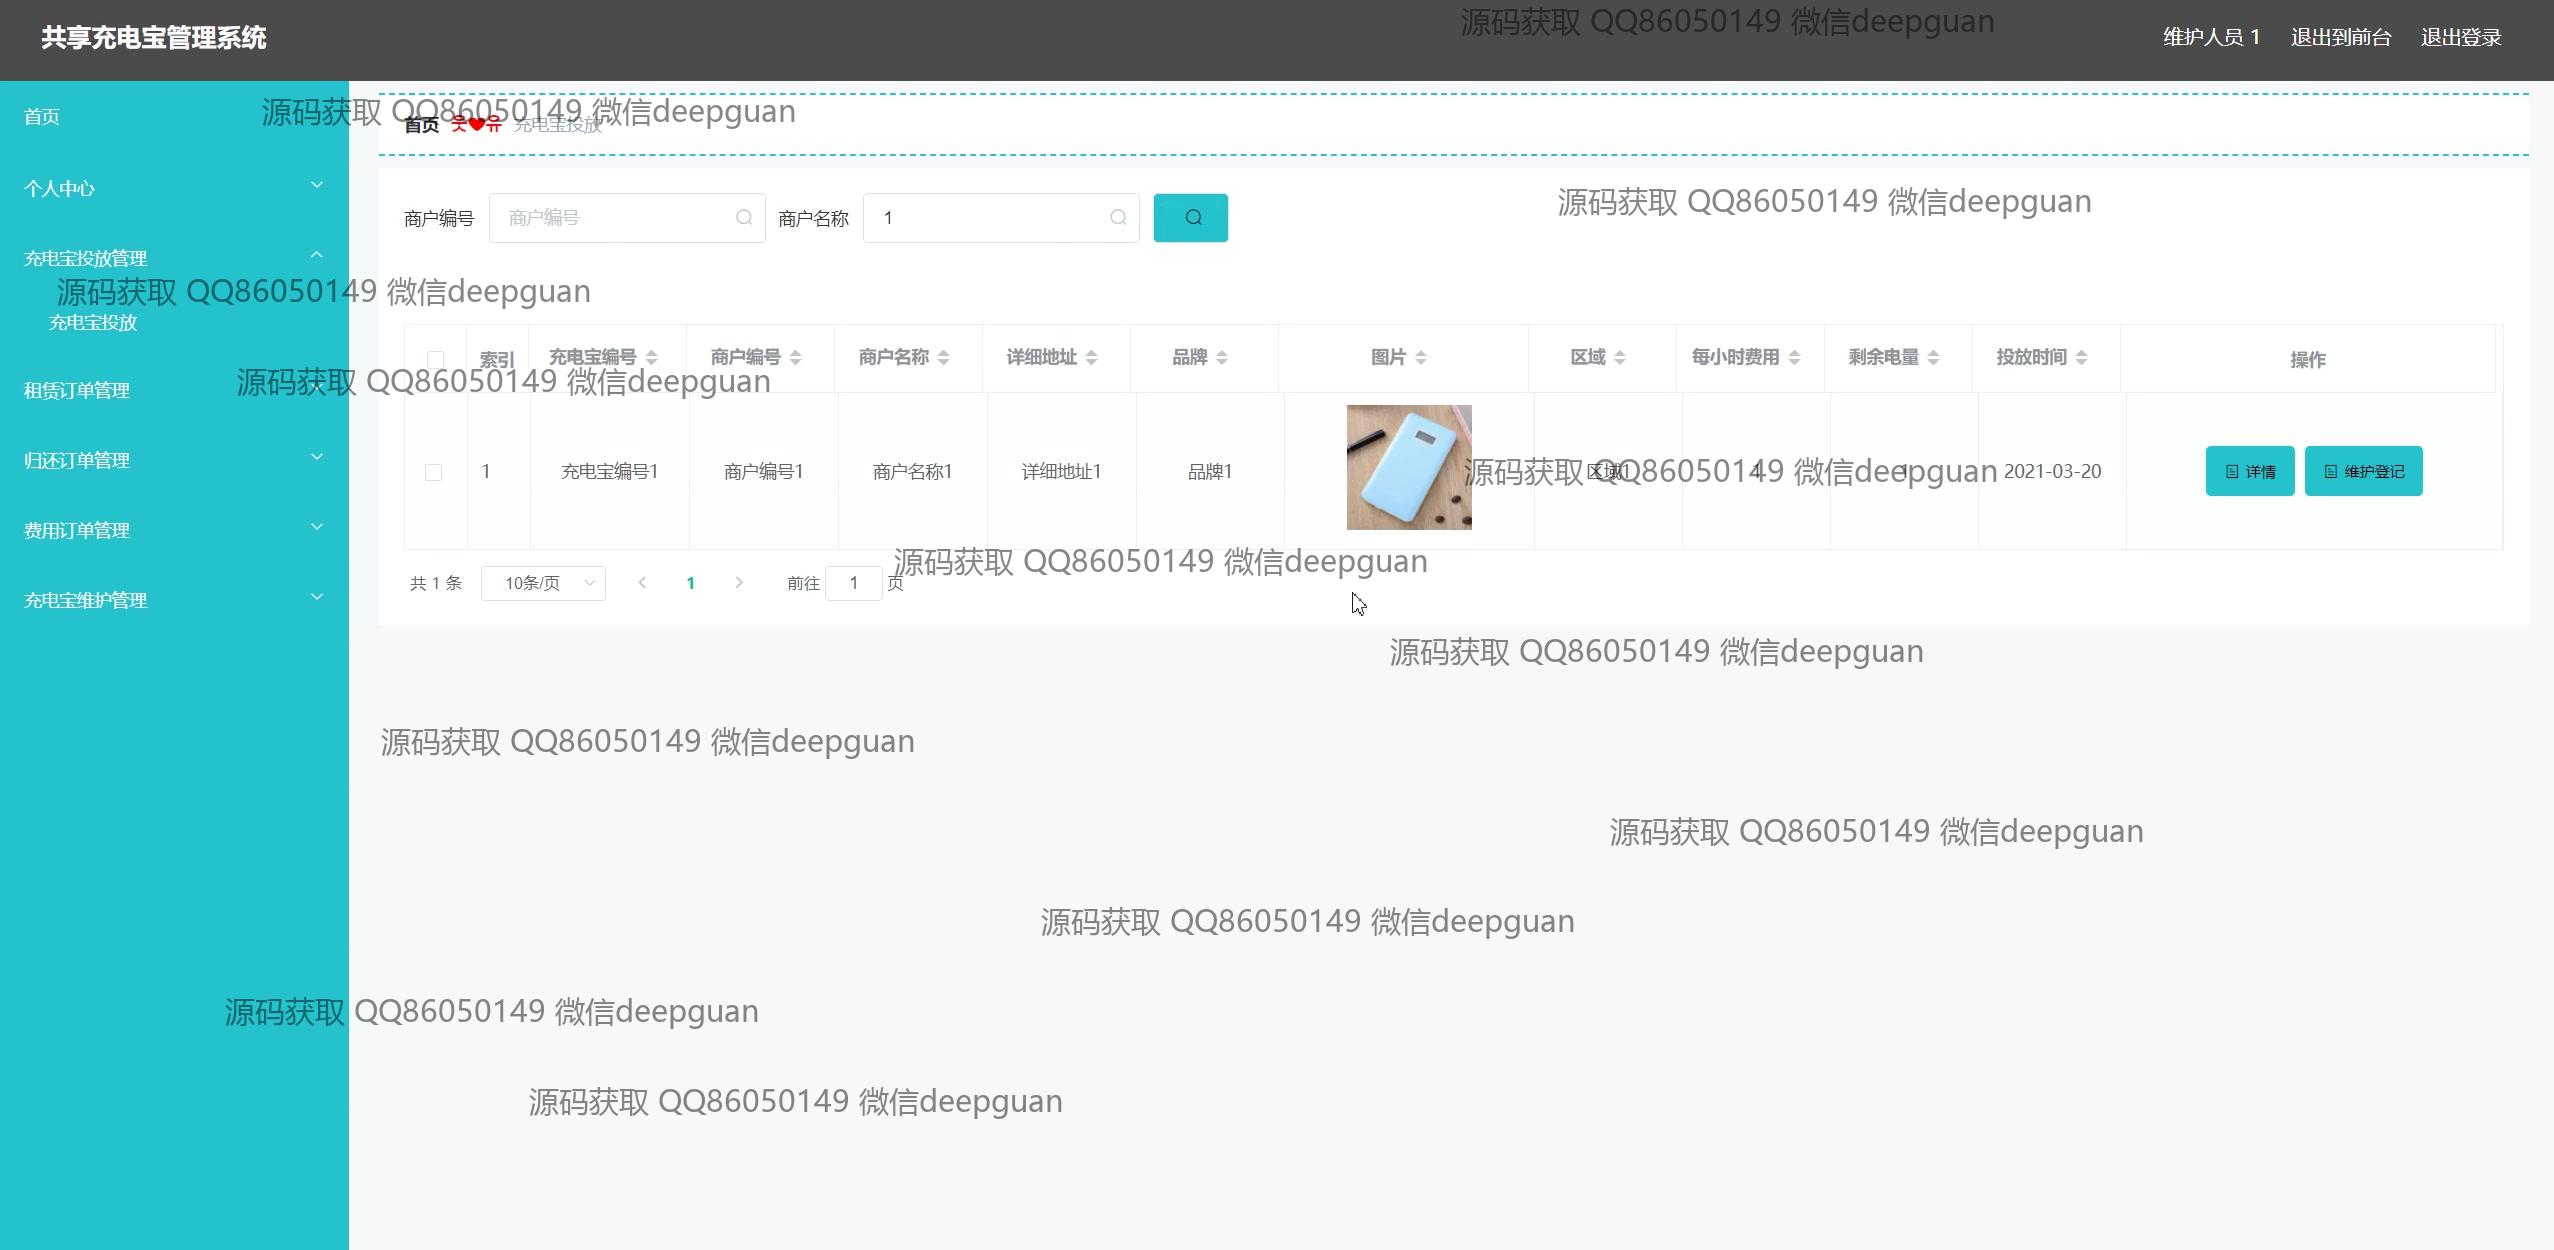 共享充电宝管理系统
源码获取 QQ86050149 微信deepguan
维护人员 1 退出到前台 退出登录
首页
源码获取 QQ86050149 微信deepguan
首页 웃❤유 充电宝投放
个人中心
源码获取 QQ86050149 微信deepguan
商户编号 商户编号 商户名称 1
充电宝投放管理
源码获取 QQ86050149 微信deepguan
充电宝投放
索引 充电宝编号 商户编号 商户名称 详细地址 品牌 图片 区域 每小时费用 剩余电量 投放时间 操作
租赁订单管理
源码获取 QQ86050149 微信deepguan
归还订单管理
1 充电宝编号1 商户编号1 商户名称1 详细地址1 品牌1 区域1 1 1 2021-03-20 详情 维护登记
源码获取 QQ86050149 微信deepguan
费用订单管理
源码获取 QQ86050149 微信deepguan
共 1 条 10条/页 1 前往 1 页
充电宝维护管理
源码获取 QQ86050149 微信deepguan
源码获取 QQ86050149 微信deepguan
源码获取 QQ86050149 微信deepguan
源码获取 QQ86050149 微信deepguan
源码获取 QQ86050149 微信deepguan
源码获取 QQ86050149 微信deepguan